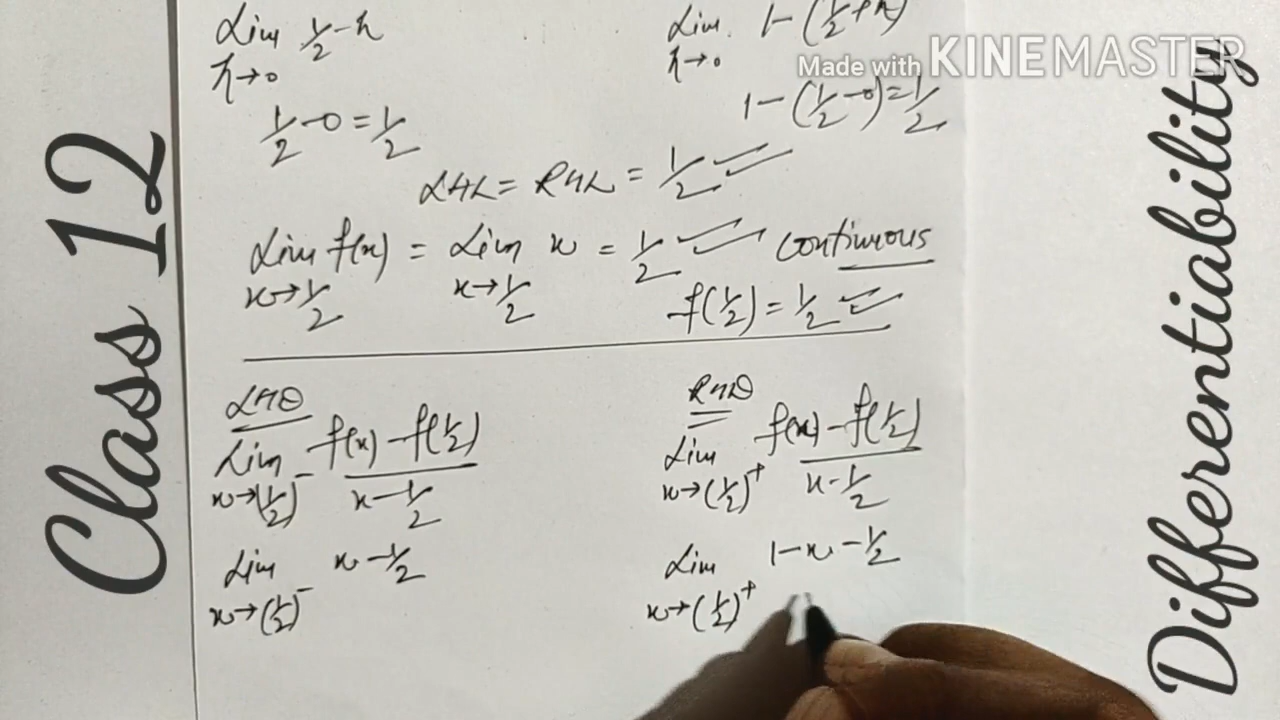 Class 12
Lim 1/2 - h
h→0
1/2 - 0 = 1/2
Lim 1 - (1/2 + h)
h→0
1 - (1/2 - 0) = 1/2
Made with KINEMASTER
LHL = RHL = 1/2
Lim f(x) = Lim x = 1/2 continuous
x→1/2 x→1/2 f(1/2) = 1/2
LHD
Lim f(x) - f(1/2)
x→(1/2)⁻ x - 1/2
Lim x - 1/2
x→(1/2)⁻
RHD
Lim f(x) - f(1/2)
x→(1/2)⁺ x - 1/2
Lim 1 - x - 1/2
x→(1/2)⁺
Differentiability